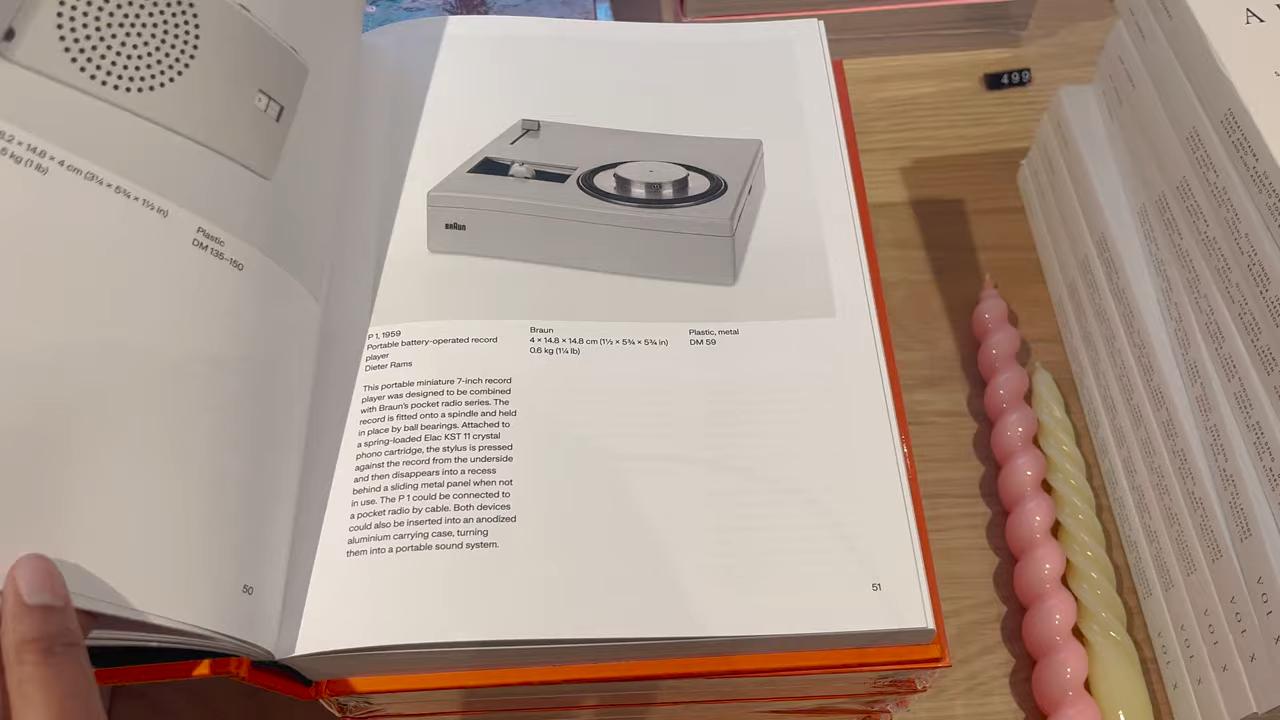 8.2 × 14.8 × 4 cm (3¼ × 5¾ × 1½ in)
kg (1 lb)
Plastic
DM 135–150
50
BRAUN
P 1, 1959
Portable battery-operated record
player
Dieter Rams
Braun
4 × 14.8 × 14.8 cm (1½ × 5¾ × 5¾ in)
0.6 kg (1¼ lb)
Plastic, metal
DM 59
This portable miniature 7-inch record
player was designed to be combined
with Braun's pocket radio series. The
record is fitted onto a spindle and held
in place by ball bearings. Attached to
a spring-loaded Elac KST 11 crystal
phono cartridge, the stylus is pressed
against the record from the underside
and then disappears into a recess
behind a sliding metal panel when not
in use. The P 1 could be connected to
a pocket radio by cable. Both devices
could also be inserted into an anodized
aluminium carrying case, turning
them into a portable sound system.
51
499
A
VOL X
VOL X
VOL X
VOL X